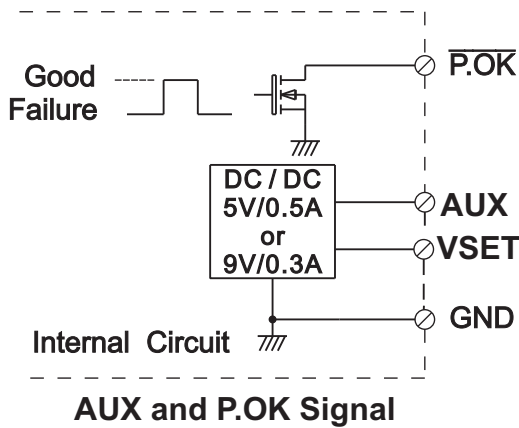 P.OK
Good
Failure
DC / DC
5V/0.5A
or
9V/0.3A
AUX
VSET
GND
Internal Circuit
AUX and P.OK Signal